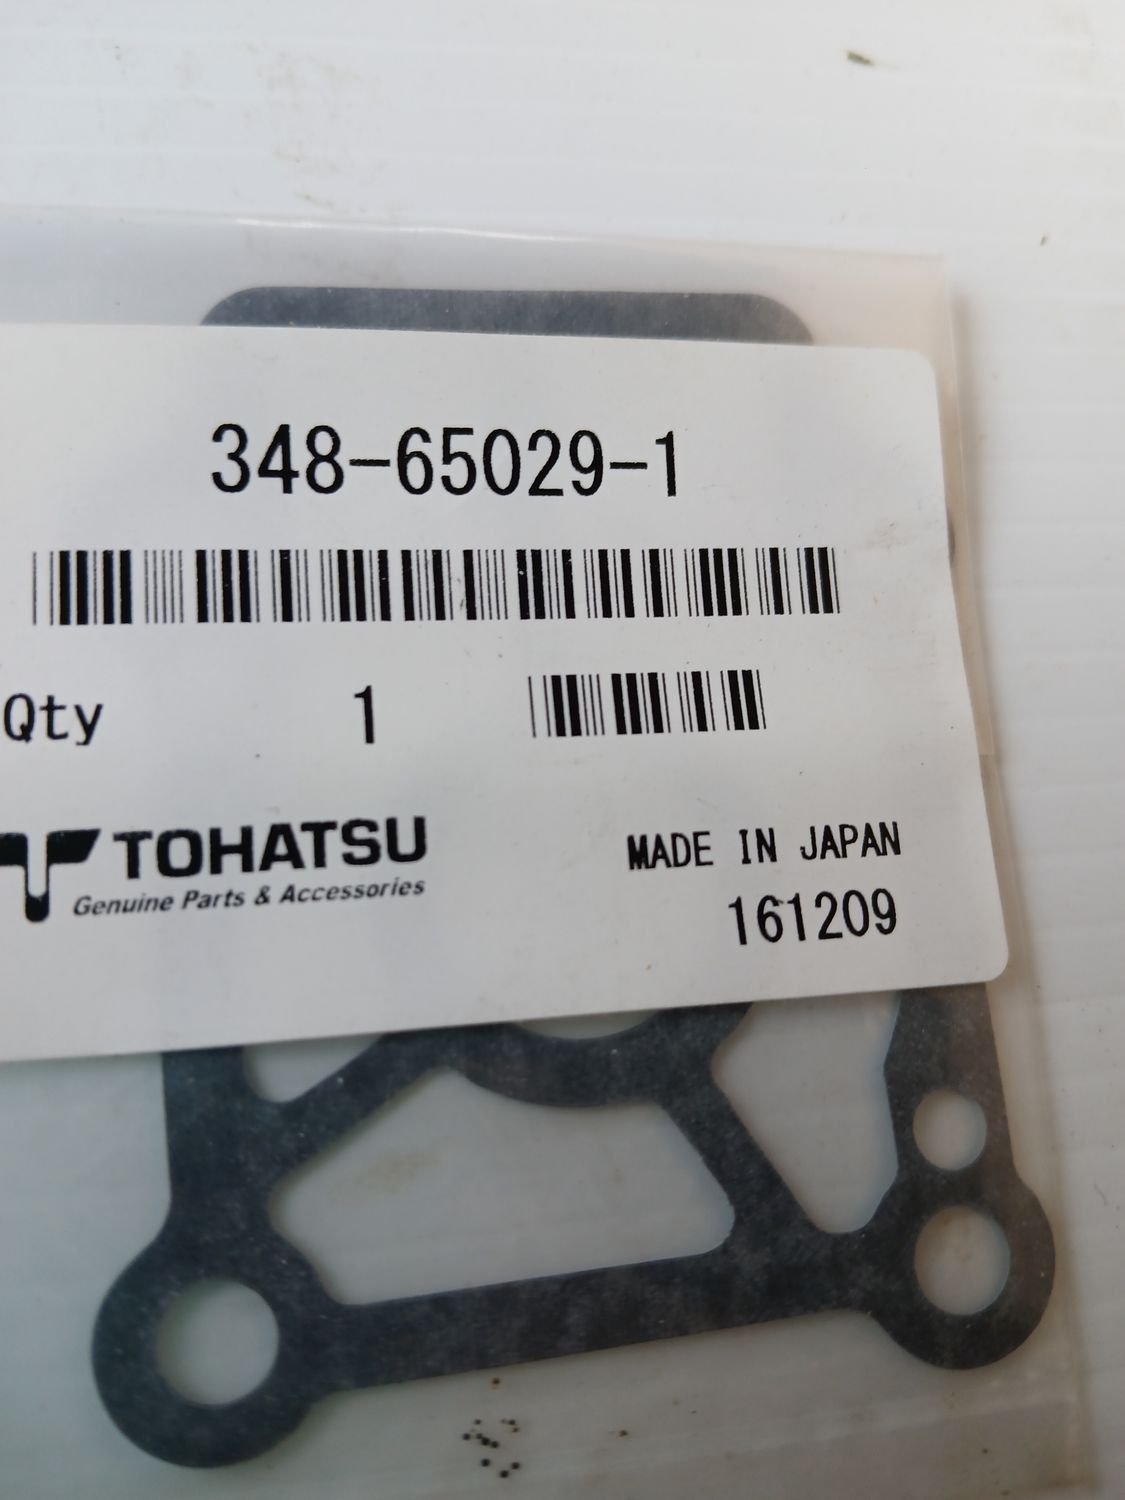 348-65029-1
Qty 1
TOHATSU
Genuine Parts & Accessories
MADE IN JAPAN
161209